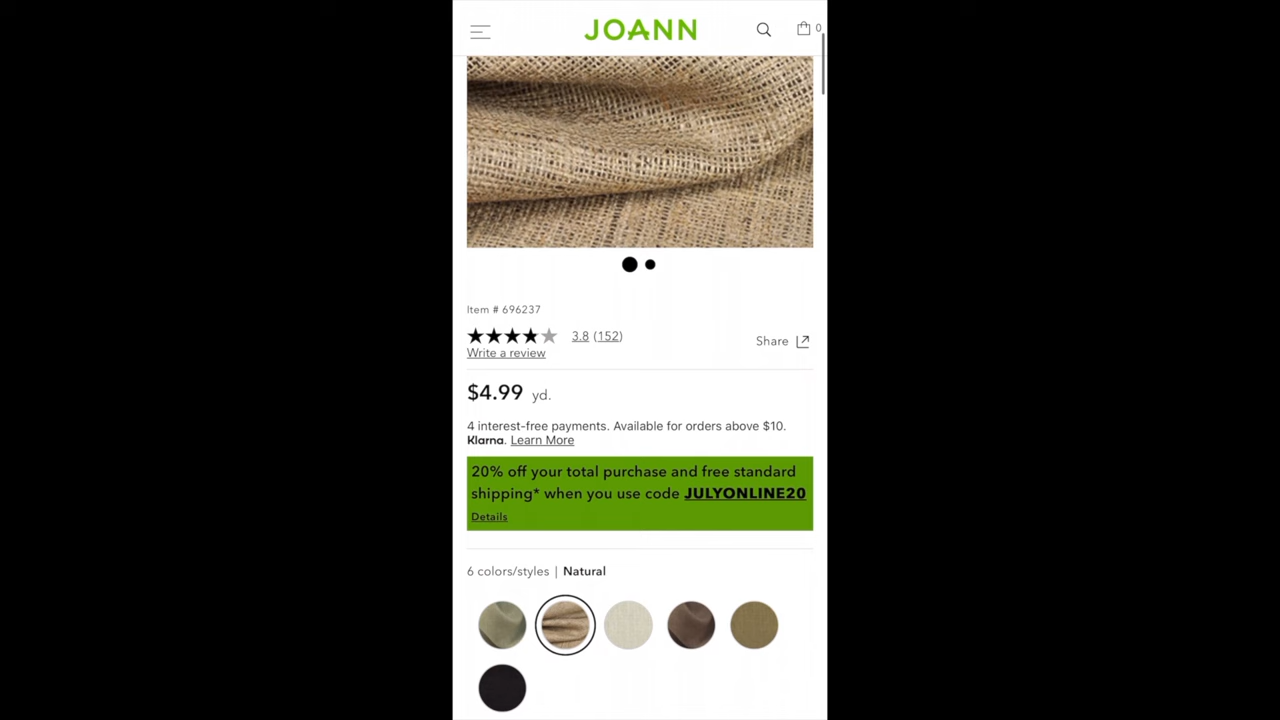 JOANN
0
Item # 696237
3.8 (152)
Write a review
Share
$4.99 yd.
4 interest-free payments. Available for orders above $10.
Klarna. Learn More
20% off your total purchase and free standard
shipping* when you use code JULYONLINE20
Details
6 colors/styles | Natural